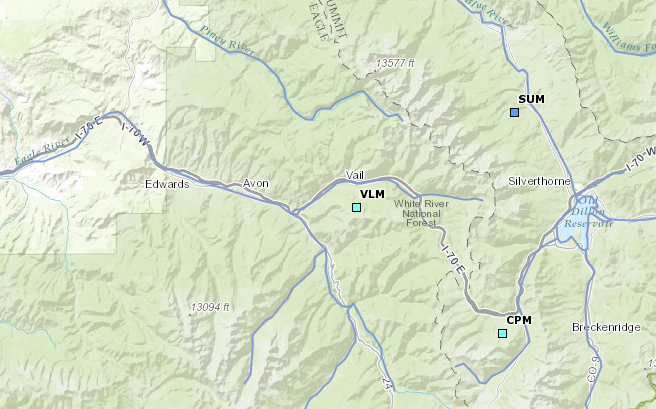 Piney River
SUMMIT
EAGLE
Blue River
Williams
13577 ft
SUM
Eagle River
I-70-E
I-70-W
I-70-W
Edwards
Avon
Vail
VLM
Silverthorne
White River
National
Forest
Old
Dillon
Reservoir
I-70-E
13094 ft
CPM
Breckenridge
24
CO-9